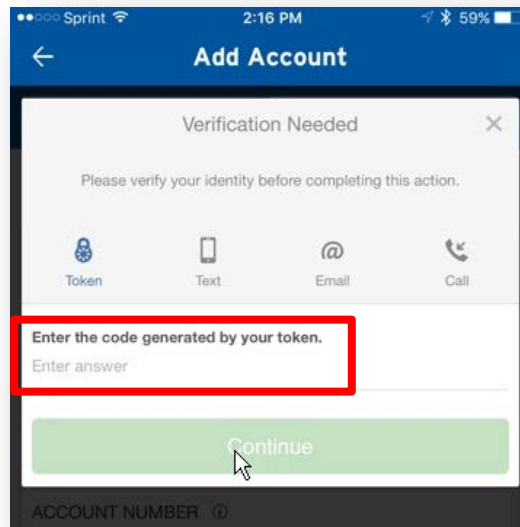 Sprint 2:16 PM 59%
Add Account
Verification Needed
Please verify your identity before completing this action.
Token Text @ Email Call
Enter the code generated by your token.
Enter answer
Continue
ACCOUNT NUMBER